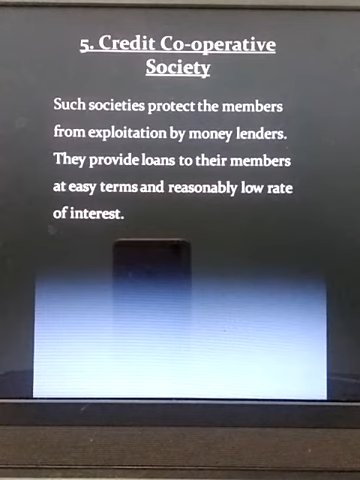 5. Credit Co-operative
Society
Such societies protect the members
from exploitation by money lenders.
They provide loans to their members
at easy terms and reasonably low rate
of interest.